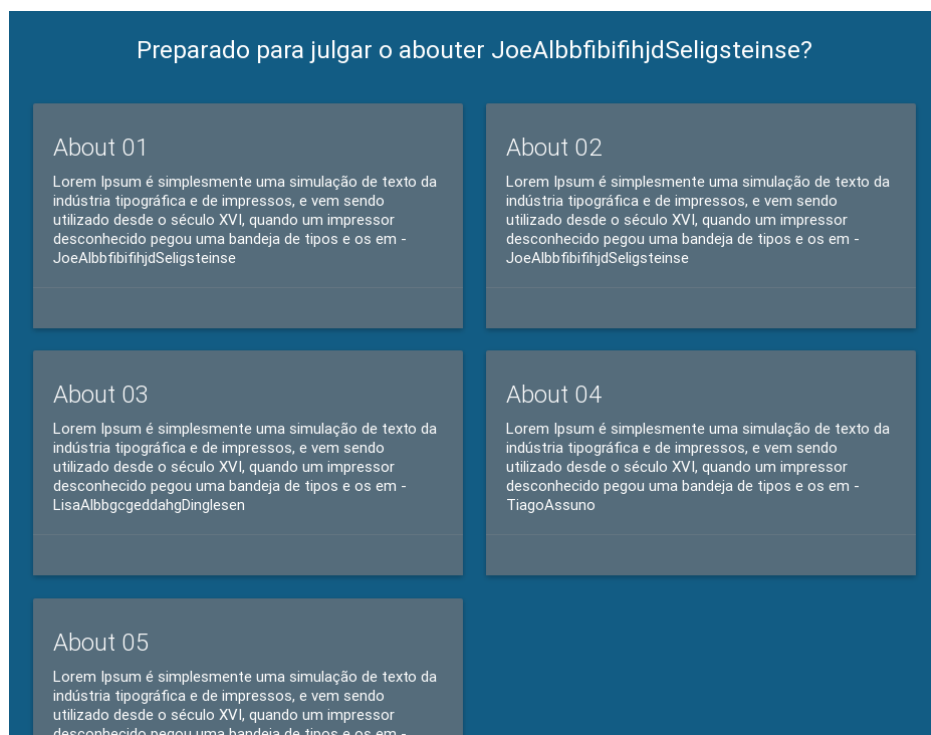 Preparado para julgar o abouter JoeAlbbfibifihjdSeligsteinse?
About 01
Lorem Ipsum é simplesmente uma simulação de texto da
indústria tipográfica e de impressos, e vem sendo
utilizado desde o século XVI, quando um impressor
desconhecido pegou uma bandeja de tipos e os em -
JoeAlbbfibifihjdSeligsteinse
About 02
Lorem Ipsum é simplesmente uma simulação de texto da
indústria tipográfica e de impressos, e vem sendo
utilizado desde o século XVI, quando um impressor
desconhecido pegou uma bandeja de tipos e os em -
JoeAlbbfibifihjdSeligsteinse
About 03
Lorem Ipsum é simplesmente uma simulação de texto da
indústria tipográfica e de impressos, e vem sendo
utilizado desde o século XVI, quando um impressor
desconhecido pegou uma bandeja de tipos e os em -
LisaAlbbgcgeddahgDinglesen
About 04
Lorem Ipsum é simplesmente uma simulação de texto da
indústria tipográfica e de impressos, e vem sendo
utilizado desde o século XVI, quando um impressor
desconhecido pegou uma bandeja de tipos e os em -
TiagoAssuno
About 05
Lorem Ipsum é simplesmente uma simulação de texto da
indústria tipográfica e de impressos, e vem sendo
utilizado desde o século XVI, quando um impressor
desconhecido pegou uma bandeja de tipos e os em -